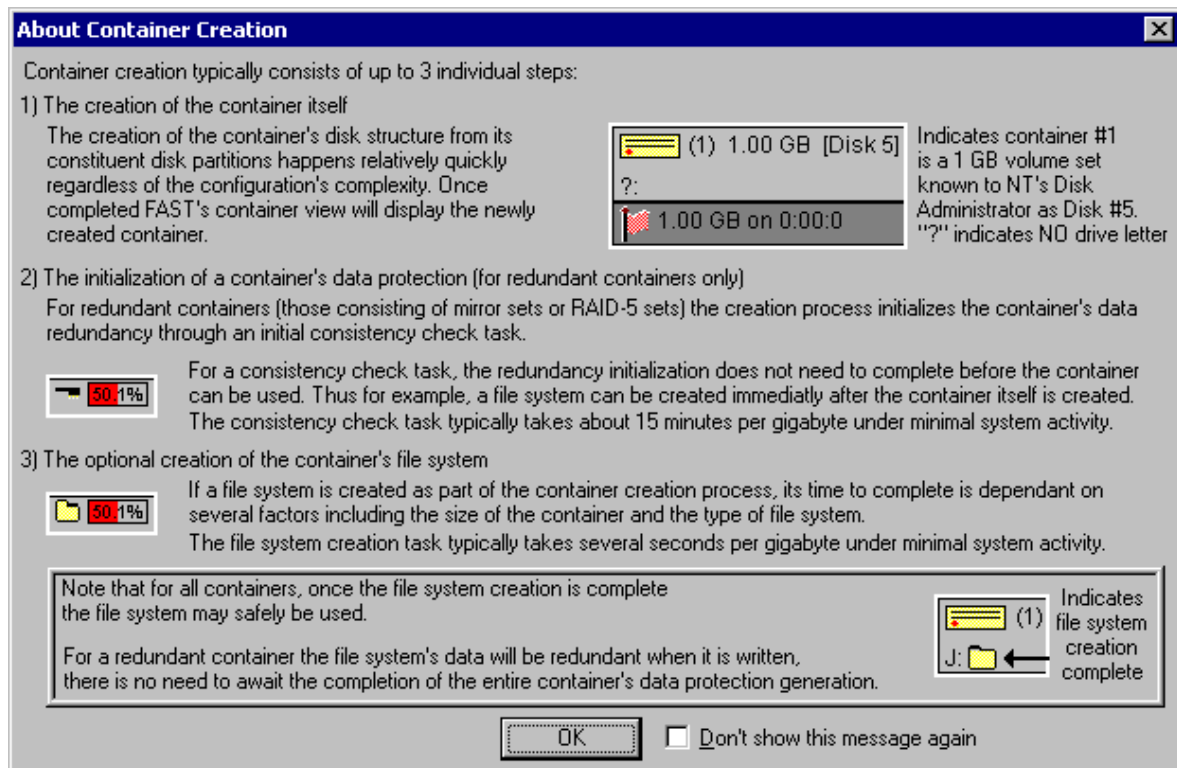 About Container Creation
Container creation typically consists of up to 3 individual steps:
1) The creation of the container itself
The creation of the container's disk structure from its
constituent disk partitions happens relatively quickly
regardless of the configuration's complexity. Once
completed FAST's container view will display the newly
created container.
(1) 1.00 GB [Disk 5]
?:
1.00 GB on 0:00:0
Indicates container #1
is a 1 GB volume set
known to NT's Disk
Administrator as Disk #5.
"?" indicates NO drive letter
2) The initialization of a container's data protection (for redundant containers only)
For redundant containers (those consisting of mirror sets or RAID-5 sets) the creation process initializes the container's data
redundancy through an initial consistency check task.
50.1%
For a consistency check task, the redundancy initialization does not need to complete before the container
can be used. Thus for example, a file system can be created immediatly after the container itself is created.
The consistency check task typically takes about 15 minutes per gigabyte under minimal system activity.
3) The optional creation of the container's file system
50.1%
If a file system is created as part of the container creation process, its time to complete is dependant on
several factors including the size of the container and the type of file system.
The file system creation task typically takes several seconds per gigabyte under minimal system activity.
Note that for all containers, once the file system creation is complete
the file system may safely be used.
For a redundant container the file system's data will be redundant when it is written,
there is no need to await the completion of the entire container's data protection generation.
(1)
J:
Indicates
file system
creation
complete
OK
Don't show this message again